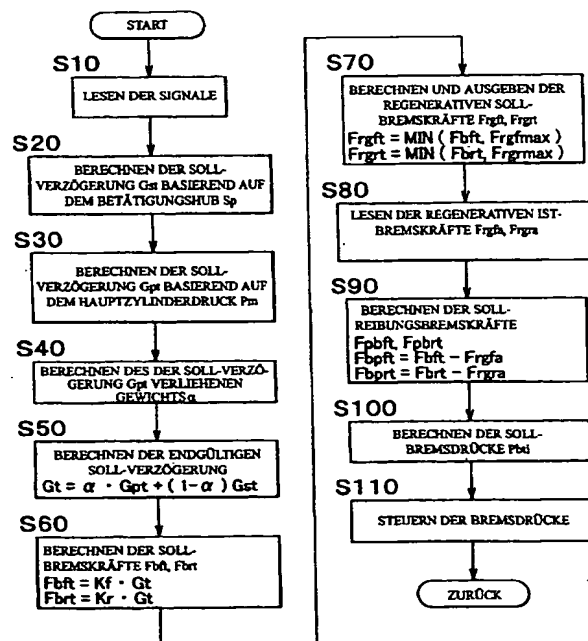 START
S10
LESEN DER SIGNALE
S20
BERECHNEN DER SOLL-
VERZÖGERUNG Gst BASIEREND AUF
DEM BETÄTIGUNGSHUB Sp
S30
BERECHNEN DER SOLL-
VERZÖGERUNG Gpt BASIEREND AUF
DEM HAUPTZYLINDERDRUCK Pm
S40
BERECHNEN DES DER SOLL-VERZÖ-
GERUNG Gpt VERLIEHENEN
GEWICHTS α
S50
BERECHNEN DER ENDGÜLTIGEN
SOLL-VERZÖGERUNG
Gt = α · Gpt + (1-α) Gst
S60
BERECHNEN DER SOLL-
BREMSKRÄFTE Fbft, Fbrt
Fbft = Kf · Gt
Fbrt = Kr · Gt
S70
BERECHNEN UND AUSGEBEN DER
REGENERATIVEN SOLL-
BREMSKRÄFTE Frgft, Frgrt
Frgft = MIN ( Fbft, Frgfmax )
Frgrt = MIN ( Fbrt, Frgrmax )
S80
LESEN DER REGENERATIVEN IST-
BREMSKRÄFTE Frgfa, Frgra
S90
BERECHNEN DER SOLL-
REIBUNGSBREMSKRÄFTE
Fpbft, Fpbrt
Fbpft = Fbft − Frgfa
Fbprt = Fbrt − Frgra
S100
BERECHNEN DER SOLL-
BREMSDRÜCKE Pbti
S110
STEUERN DER BREMSDRÜCKE
ZURÜCK